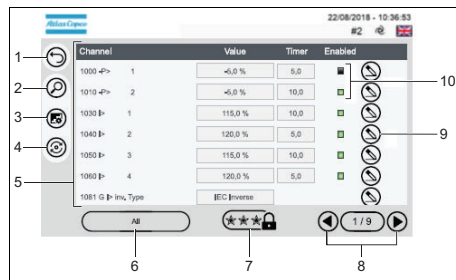 Atlas Copco
22/08/2018 - 10:36:53
#2
Channel Value Timer Enabled
1000 -P> 1 -5,0 % 5,0
1010 -P> 2 -5,0 % 10,0
1030 I> 1 115,0 % 10,0
1040 I> 2 120,0 % 5,0
1050 I> 3 115,0 % 10,0
1060 I> 4 120,0 % 5,0
1081 G I> Inv, Type IEC Inverse
All
1 / 9
1
2
3
4
5
6
7
8
9
10